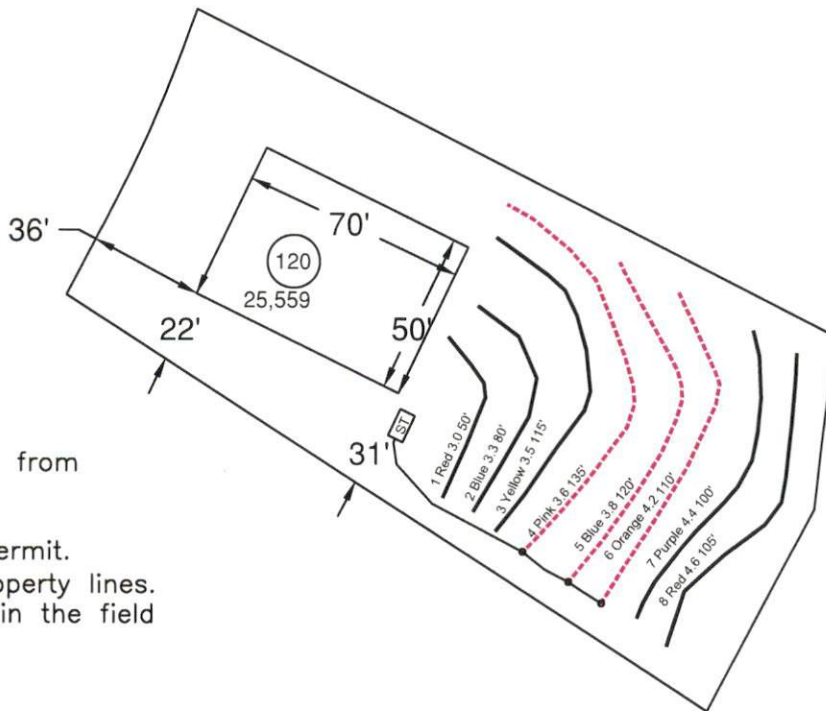 36'
70'
120
25,559
22'
50'
ST
31'
1 Red 3.0 50'
2 Blue 3.3 80'
3 Yellow 3.5 115'
4 Pink 3.6 135'
5 Blue 3.8 120'
6 Orange 4.2 110'
7 Purple 4.4 100'
8 Red 4.6 105'
from
ermit.
operty lines.
in the field